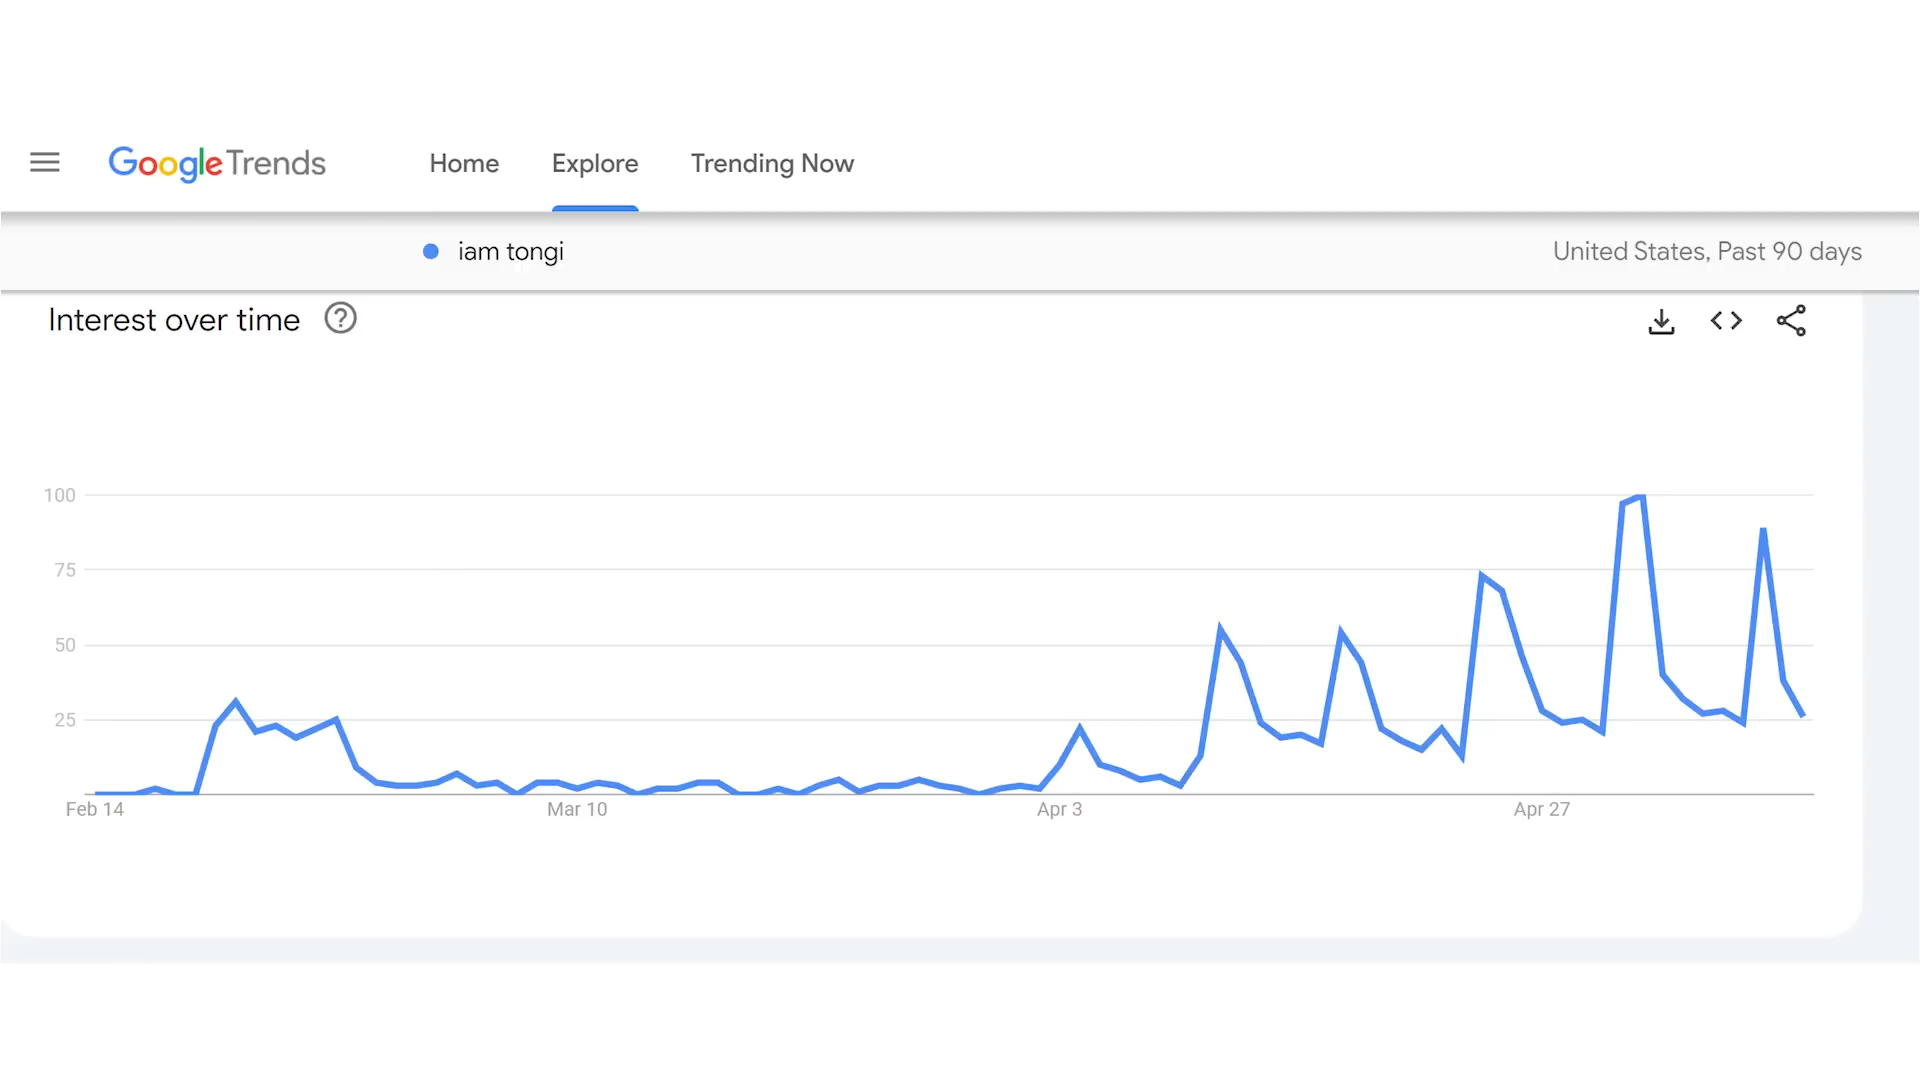 Google Trends Home Explore Trending Now
iam tongi United States, Past 90 days
Interest over time ?
100
75
50
25
Feb 14 Mar 10 Apr 3 Apr 27